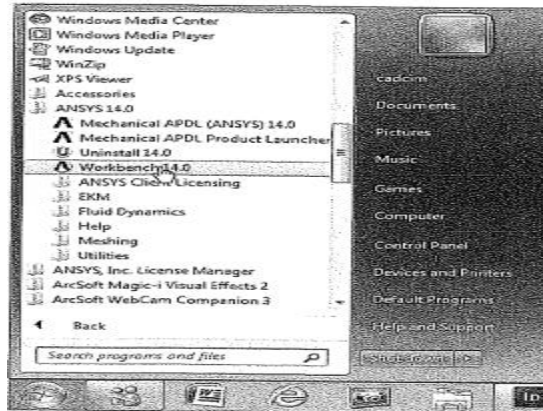 Windows Media Center
Windows Media Player
Windows Update
WinZip
XPS Viewer
Accessories
ANSYS 14.0
Mechanical APDL (ANSYS) 14.0
Mechanical APDL Product Launcher
Uninstall 14.0
Workbench 14.0
ANSYS Client Licensing
EKM
Fluid Dynamics
Help
Meshing
Utilities
ANSYS, Inc. License Manager
ArcSoft Magic-i Visual Effects 2
ArcSoft WebCam Companion 3
Back
Search programs and files
cadcim
Documents
Pictures
Music
Games
Computer
Control Panel
Devices and Printers
Default Programs
Help and Support
Shut down